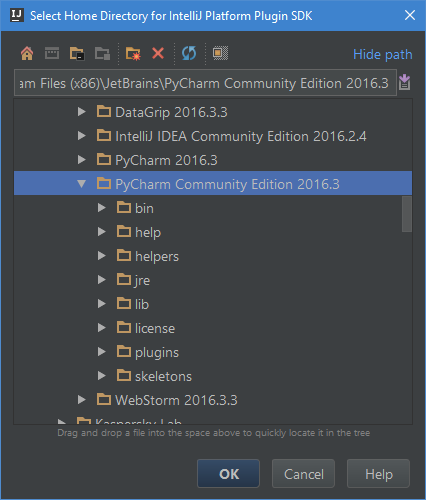 IJ Select Home Directory for IntelliJ Platform Plugin SDK
Hide path
am Files (x86)\JetBrains\PyCharm Community Edition 2016.3
DataGrip 2016.3.3
IntelliJ IDEA Community Edition 2016.2.4
PyCharm 2016.3
PyCharm Community Edition 2016.3
bin
help
helpers
jre
lib
license
plugins
skeletons
WebStorm 2016.3.3
Kaspersky Lab
Drag and drop a file into the space above to quickly locate it in the tree
OK Cancel Help